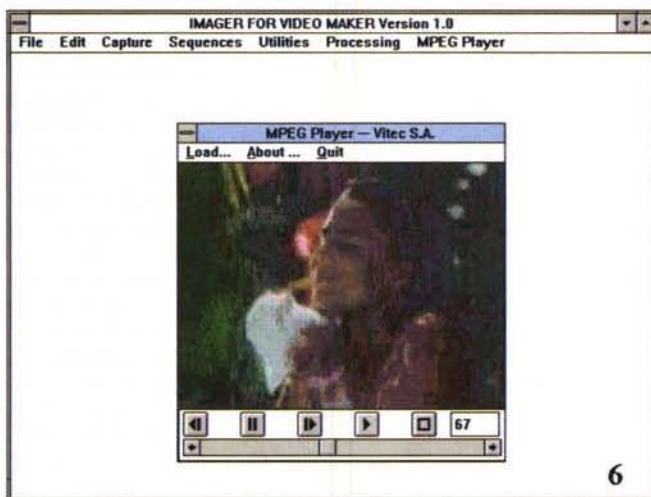 IMAGER FOR VIDEO MAKER Version 1.0
File Edit Capture Sequences Utilities Processing MPEG Player
MPEG Player — Vitec S.A.
Load... About ... Quit
67
6